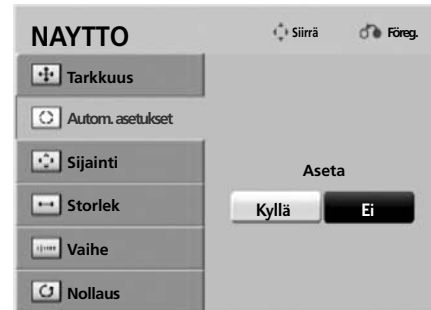 NAYTTO
Siirrä
Föreg.
Tarkkuus
Autom. asetukset
Sijainti
Storlek
Vaihe
Nollaus
Aseta
Kyllä
Ei